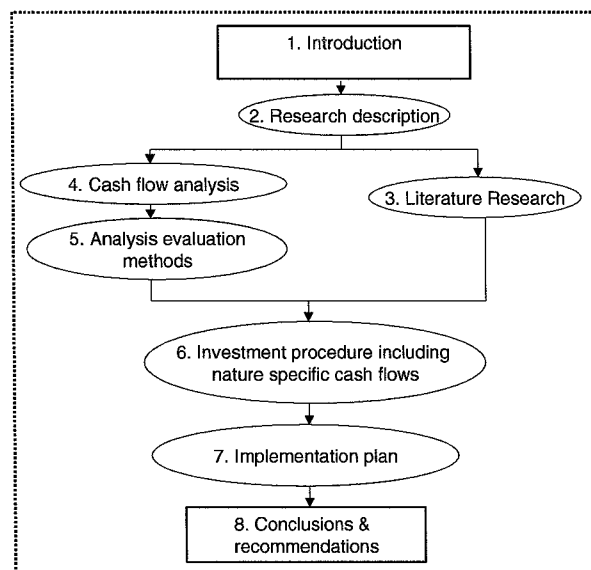 1. Introduction
2. Research description
4. Cash flow analysis
3. Literature Research
5. Analysis evaluation
methods
6. Investment procedure including
nature specific cash flows
7. Implementation plan
8. Conclusions &
recommendations